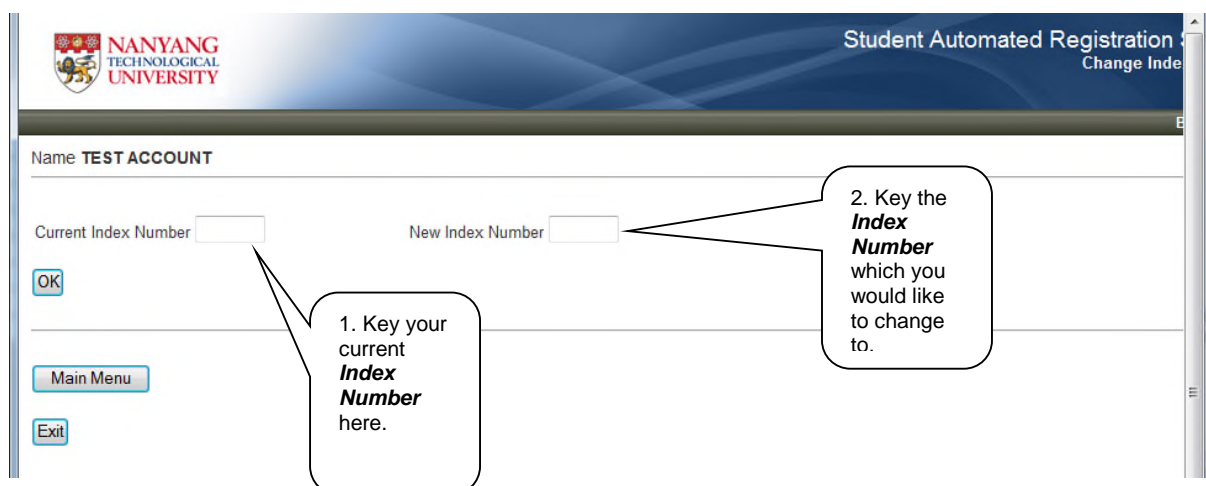 NANYANG
TECHNOLOGICAL
UNIVERSITY
Student Automated Registration
Change Inde
Name TEST ACCOUNT
Current Index Number
New Index Number
OK
2. Key the
Index
Number
which you
would like
to change
to.
1. Key your
current
Index
Number
here.
Main Menu
Exit